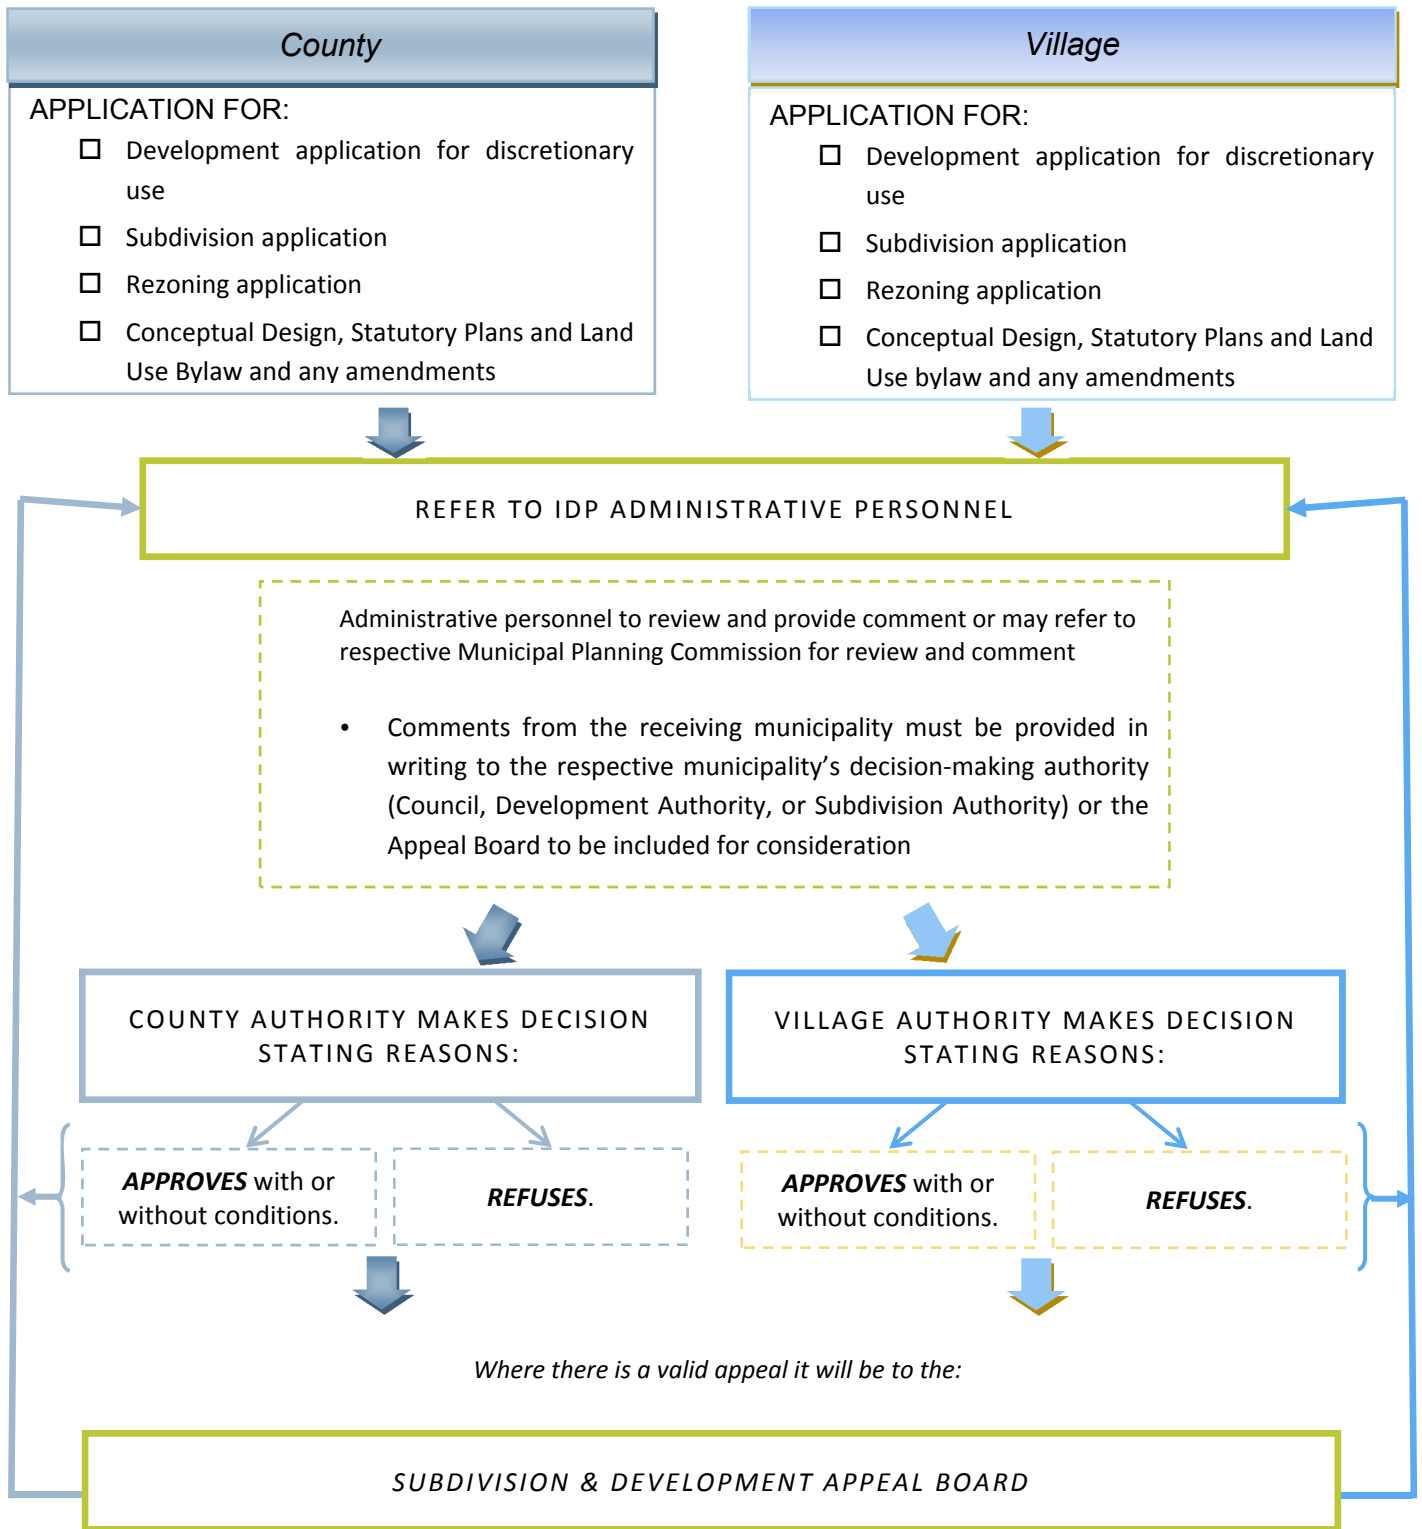 County
APPLICATION FOR:
☐ Development application for discretionary
use
☐ Subdivision application
☐ Rezoning application
☐ Conceptual Design, Statutory Plans and Land
Use Bylaw and any amendments
Village
APPLICATION FOR:
☐ Development application for discretionary
use
☐ Subdivision application
☐ Rezoning application
☐ Conceptual Design, Statutory Plans and Land
Use bylaw and any amendments
REFER TO IDP ADMINISTRATIVE PERSONNEL
Administrative personnel to review and provide comment or may refer to
respective Municipal Planning Commission for review and comment
• Comments from the receiving municipality must be provided in
writing to the respective municipality’s decision-making authority
(Council, Development Authority, or Subdivision Authority) or the
Appeal Board to be included for consideration
COUNTY AUTHORITY MAKES DECISION
STATING REASONS:
APPROVES with or
without conditions.
REFUSES.
VILLAGE AUTHORITY MAKES DECISION
STATING REASONS:
APPROVES with or
without conditions.
REFUSES.
Where there is a valid appeal it will be to the:
SUBDIVISION & DEVELOPMENT APPEAL BOARD